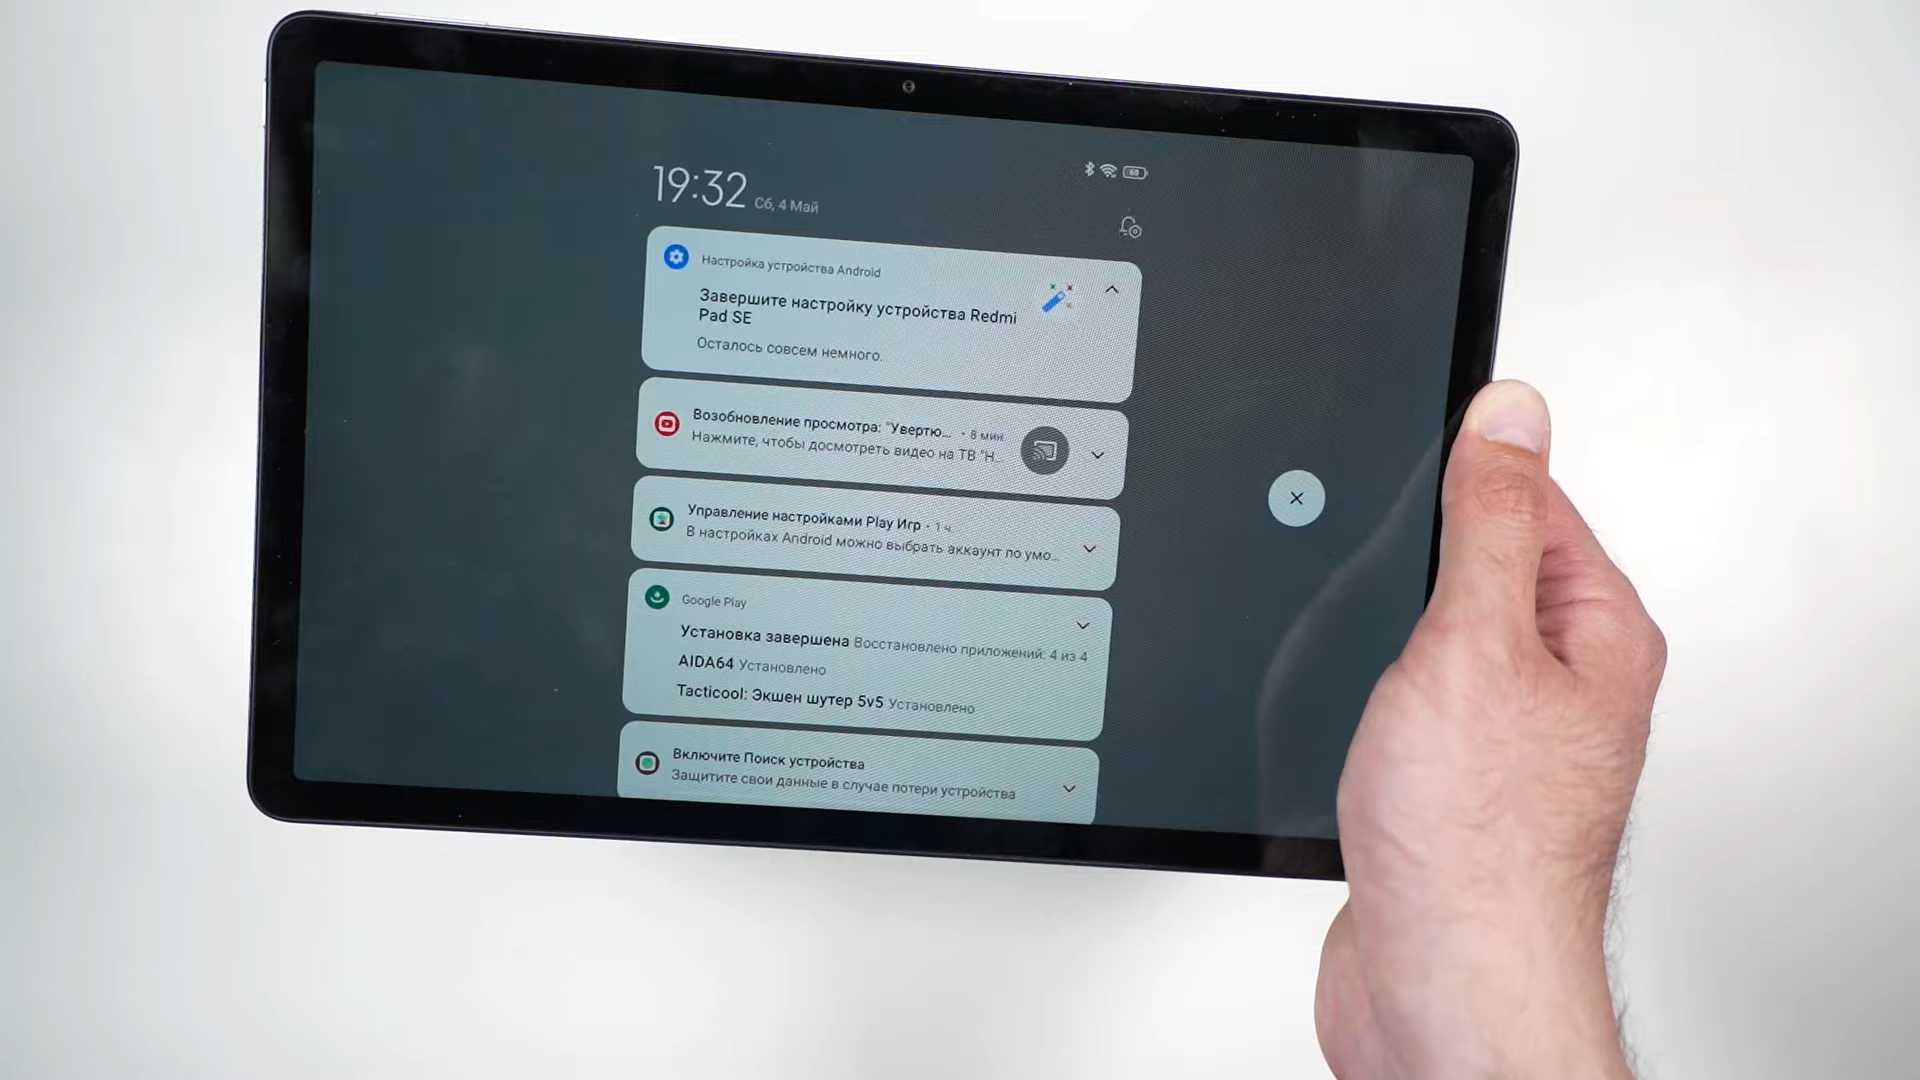 19:32 Сб, 4 Май
69
Настройка устройства Android
Завершите настройку устройства Redmi
Pad SE
Осталось совсем немного.
Возобновление просмотра: "Увертю... • 8 мин.
Нажмите, чтобы досмотреть видео на ТВ "Н...
Управление настройками Play Игр • 1 ч.
В настройках Android можно выбрать аккаунт по умо...
Google Play
Установка завершена Восстановлено приложений: 4 из 4
AIDA64 Установлено
Tacticool: Экшен шутер 5v5 Установлено
Включите Поиск устройства
Защитите свои данные в случае потери устройства